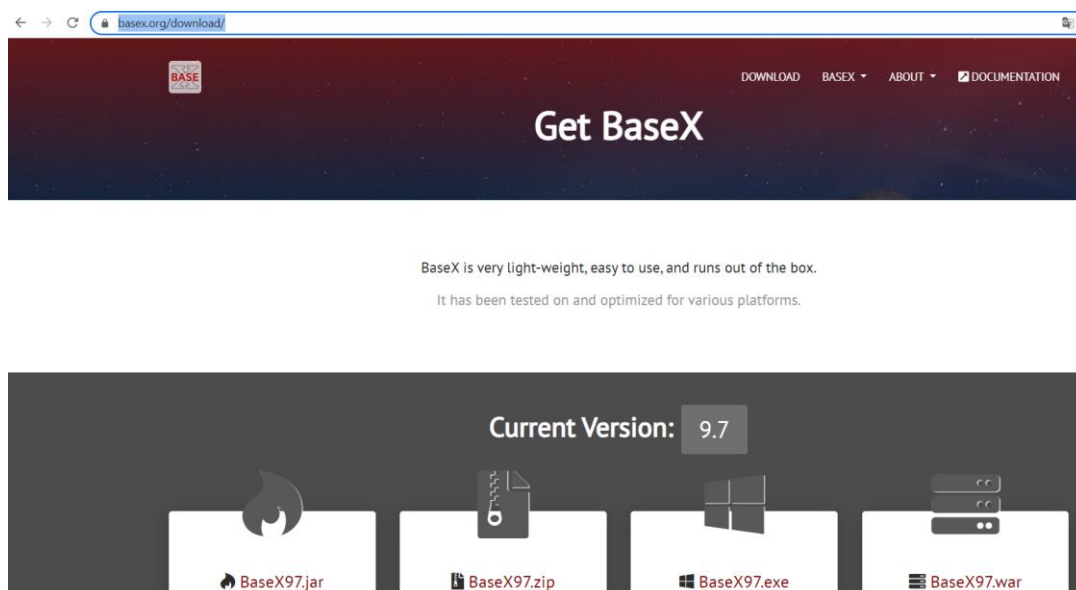 basex.org/download/
BASE
DOWNLOAD BASEX ABOUT DOCUMENTATION
Get BaseX
BaseX is very light-weight, easy to use, and runs out of the box.
It has been tested on and optimized for various platforms.
Current Version: 9.7
BaseX97.jar BaseX97.zip BaseX97.exe BaseX97.war